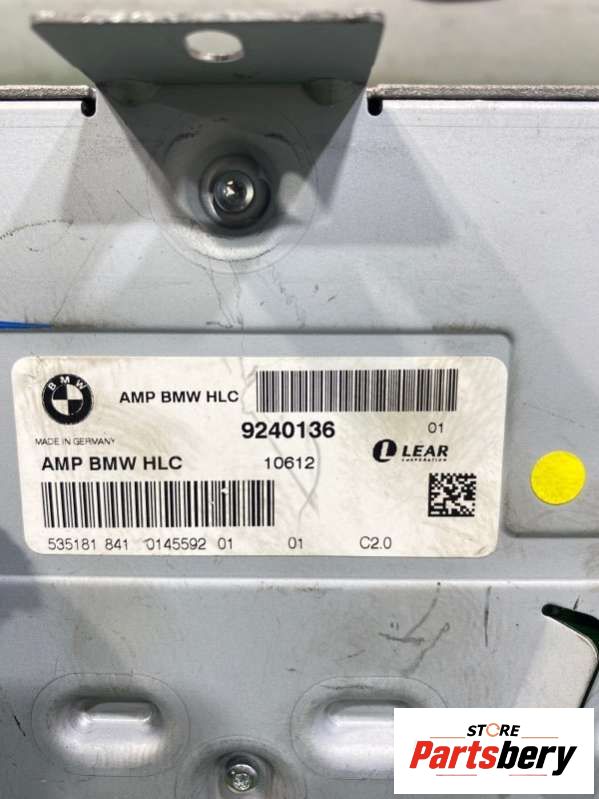 BMW
AMP BMW HLC
9240136 01
MADE IN GERMANY
AMP BMW HLC 10612
LEAR
CORPORATION
535181 841 0145592 01 01 C2.0
STORE
Partsbery